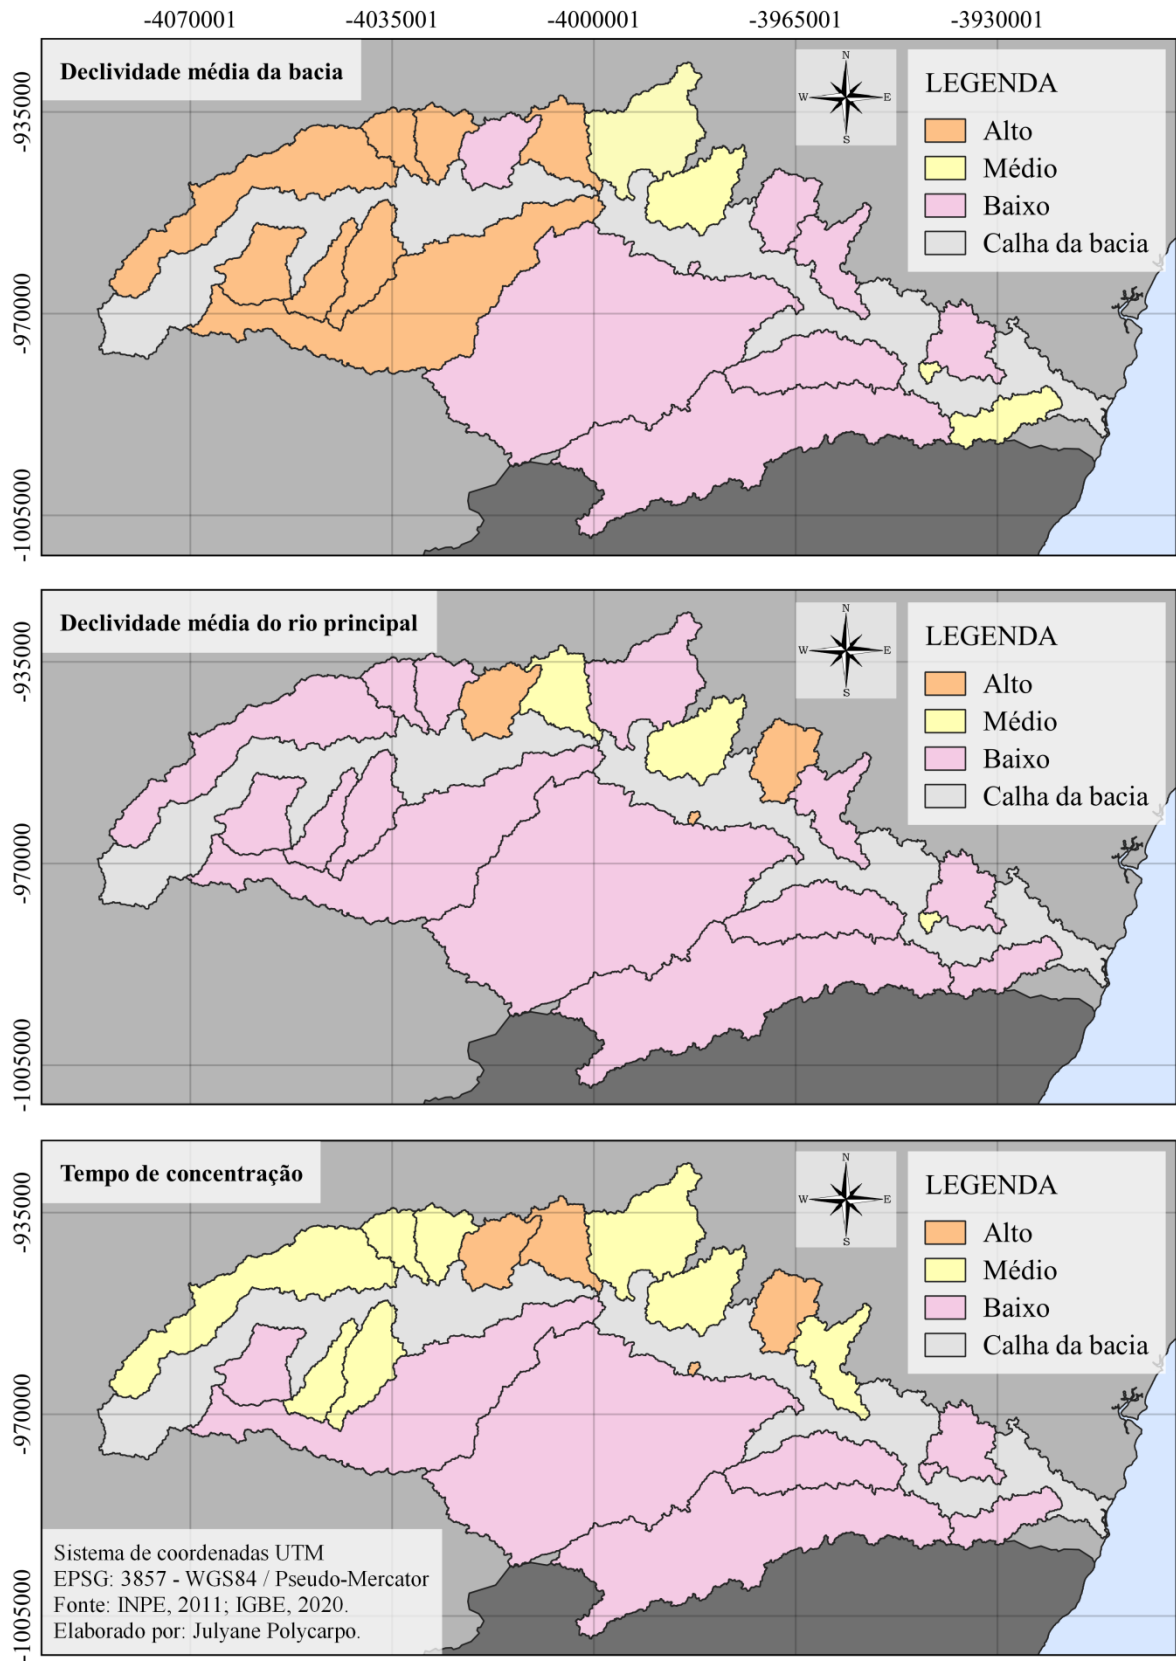 -4070001 -4035001 -4000001 -3965001 -3930001
Declividade média da bacia
N
W E
S
LEGENDA
Alto
Médio
Baixo
Calha da bacia
-935000
-970000
-1005000
Declividade média do rio principal
N
W E
S
LEGENDA
Alto
Médio
Baixo
Calha da bacia
-935000
-970000
-1005000
Tempo de concentração
N
W E
S
LEGENDA
Alto
Médio
Baixo
Calha da bacia
-935000
-970000
-1005000
Sistema de coordenadas UTM
EPSG: 3857 - WGS84 / Pseudo-Mercator
Fonte: INPE, 2011; IGBE, 2020.
Elaborado por: Julyane Polycarpo.